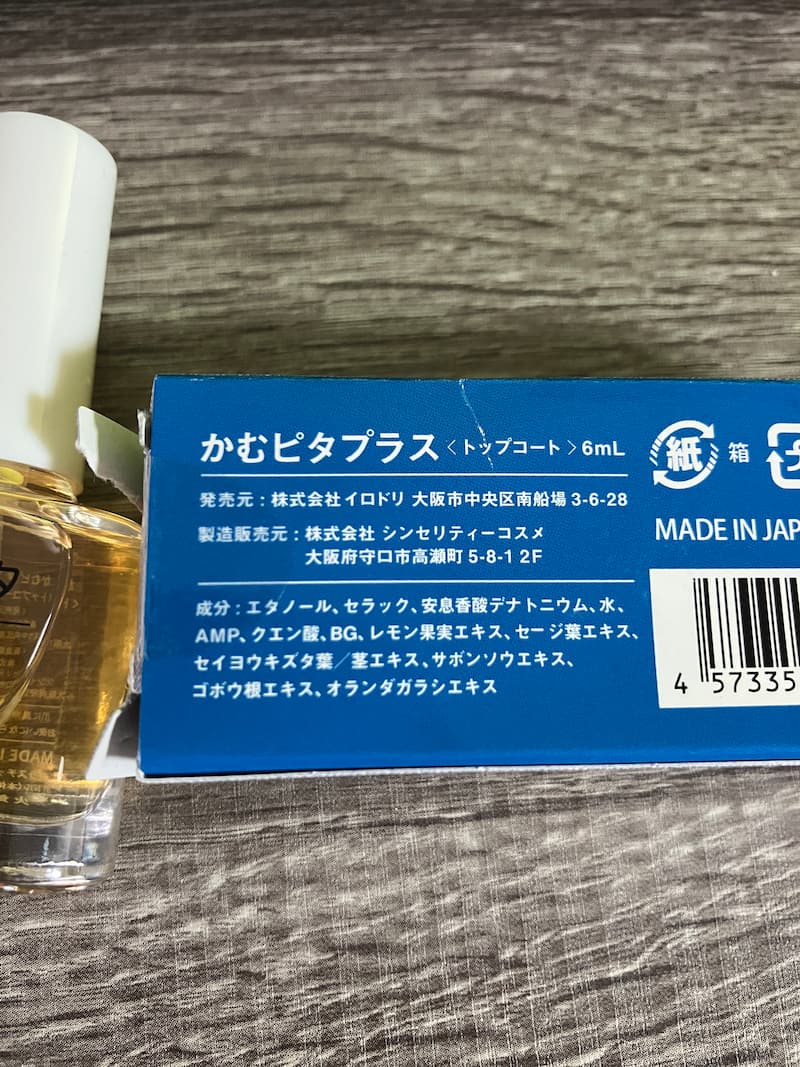 かむピタプラス〈トップコート〉6mL
発売元：株式会社イロドリ 大阪市中央区南船場 3-6-28
製造販売元：株式会社 シンセリティーコスメ
大阪府守口市高瀬町 5-8-1 2F
成分：エタノール、セラック、安息香酸デナトニウム、水、
AMP、クエン酸、BG、レモン果実エキス、セージ葉エキス、
セイヨウキズタ葉／茎エキス、サボンソウエキス、
ゴボウ根エキス、オランダガラシエキス
紙 箱
MADE IN JAP
4 57335
タ